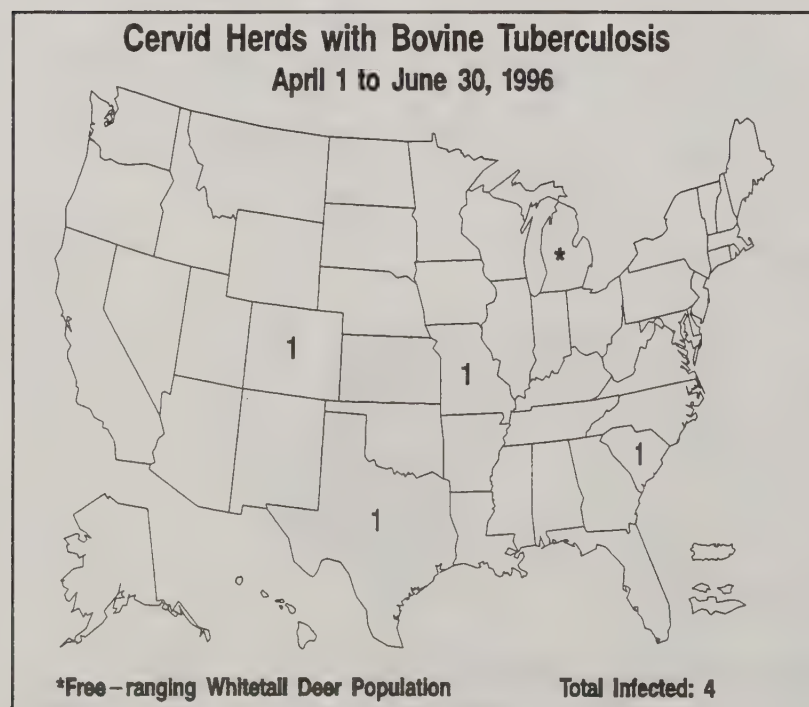 Cervid Herds with Bovine Tuberculosis
April 1 to June 30, 1996
*
1
1
1
1
*Free-ranging Whitetail Deer Population Total Infected: 4